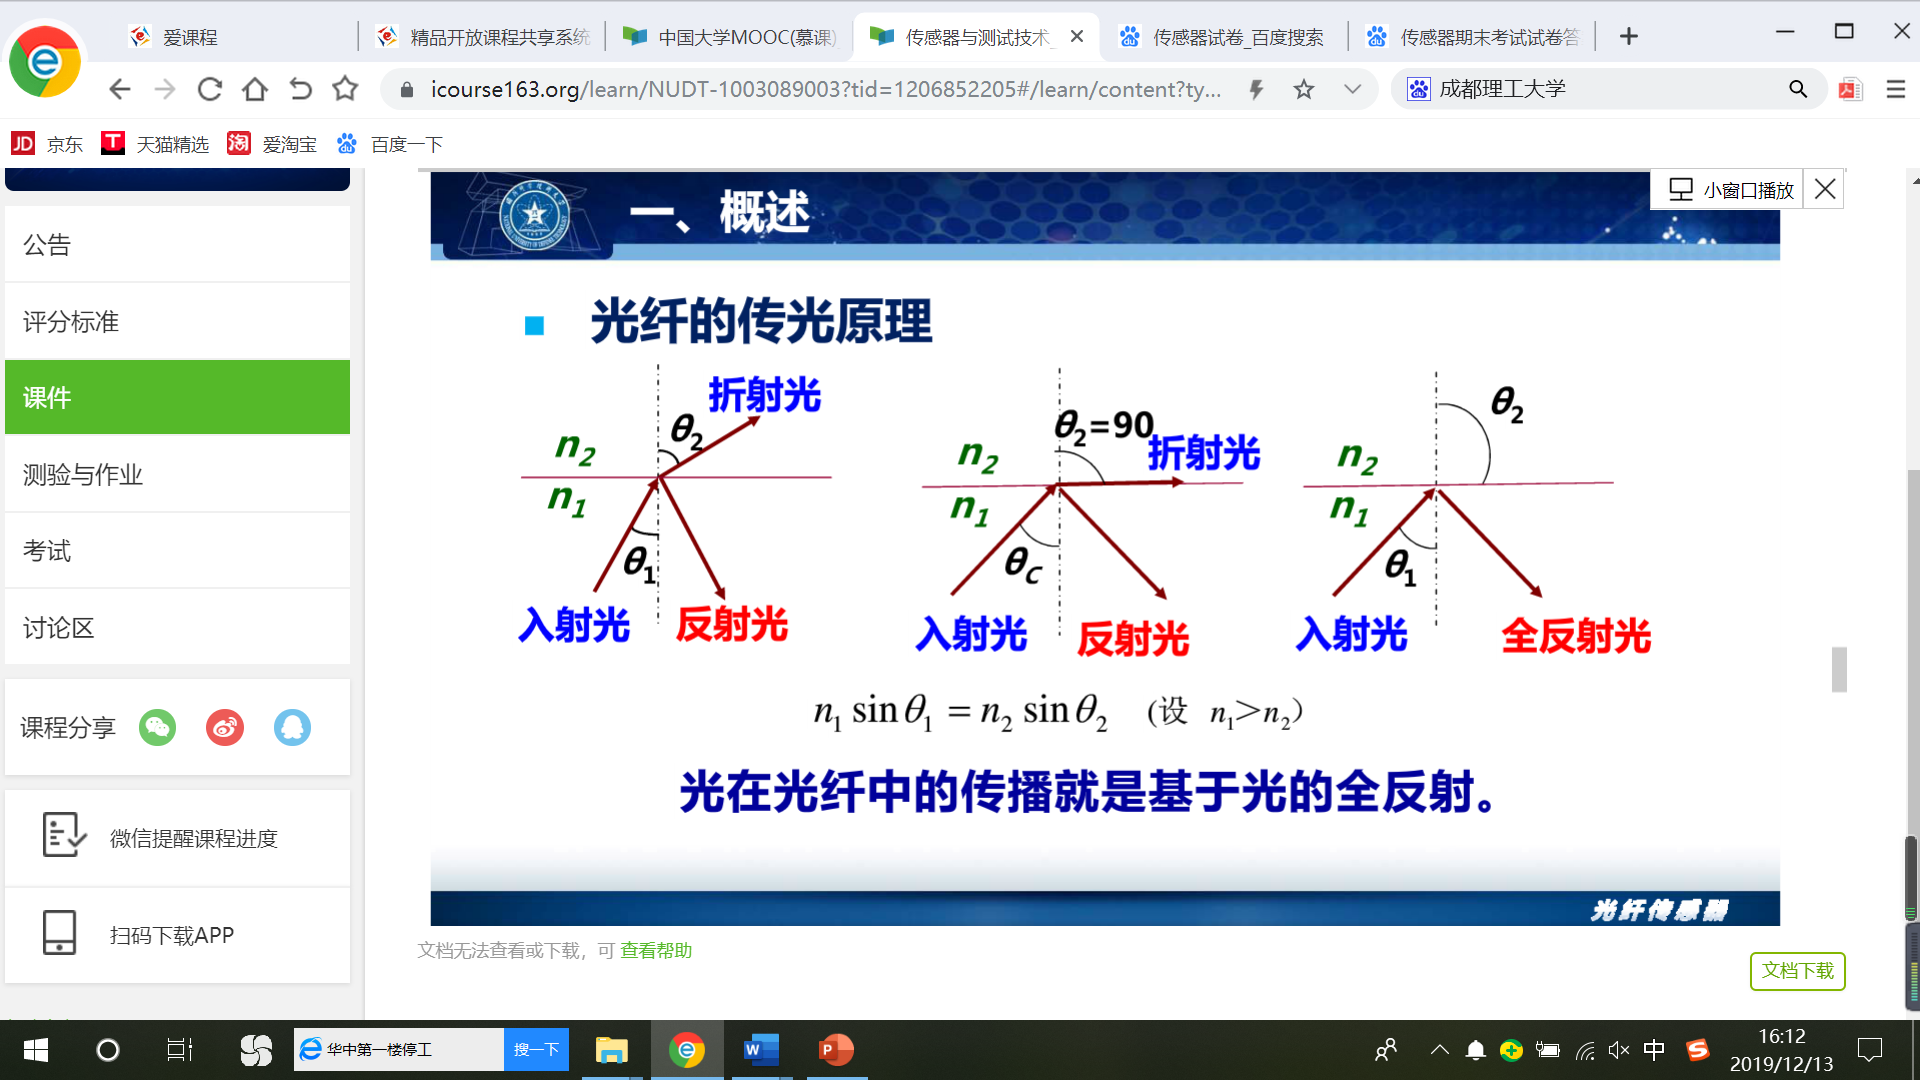 爱课程
精品开放课程共享系统
中国大学MOOC(慕课)
传感器与测试技术_
传感器试卷_百度搜索
传感器期末考试试卷答
icourse163.org/learn/NUDT-1003089003?tid=1206852205#/learn/content?ty...
成都理工大学
京东
天猫精选
爱淘宝
百度一下
一、概述
小窗口播放
公告
评分标准
课件
测验与作业
考试
讨论区
课程分享
微信提醒课程进度
扫码下载APP
光纤的传光原理
折射光
θ2
n2
n1
θ1
入射光
反射光
θ2=90
折射光
n2
n1
θC
入射光
反射光
θ2
n2
n1
θ1
入射光
全反射光
n1 sinθ1 = n2 sinθ2 (设 n1>n2)
光在光纤中的传播就是基于光的全反射。
光纤传感器
文档无法查看或下载，可 查看帮助
文档下载
华中第一楼停工
搜一下
中
16:12
2019/12/13